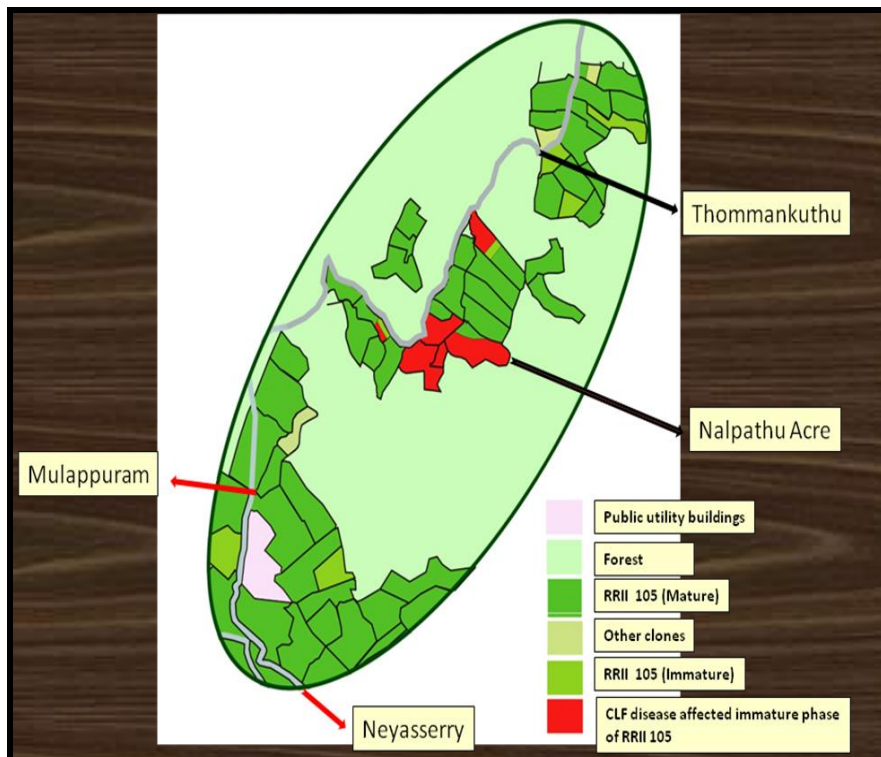 Thommankuthu
Nalpathu Acre
Mulappuram
Public utility buildings
Forest
RRII 105 (Mature)
Other clones
RRII 105 (Immature)
CLF disease affected immature phase
of RRII 105
Neyasserry